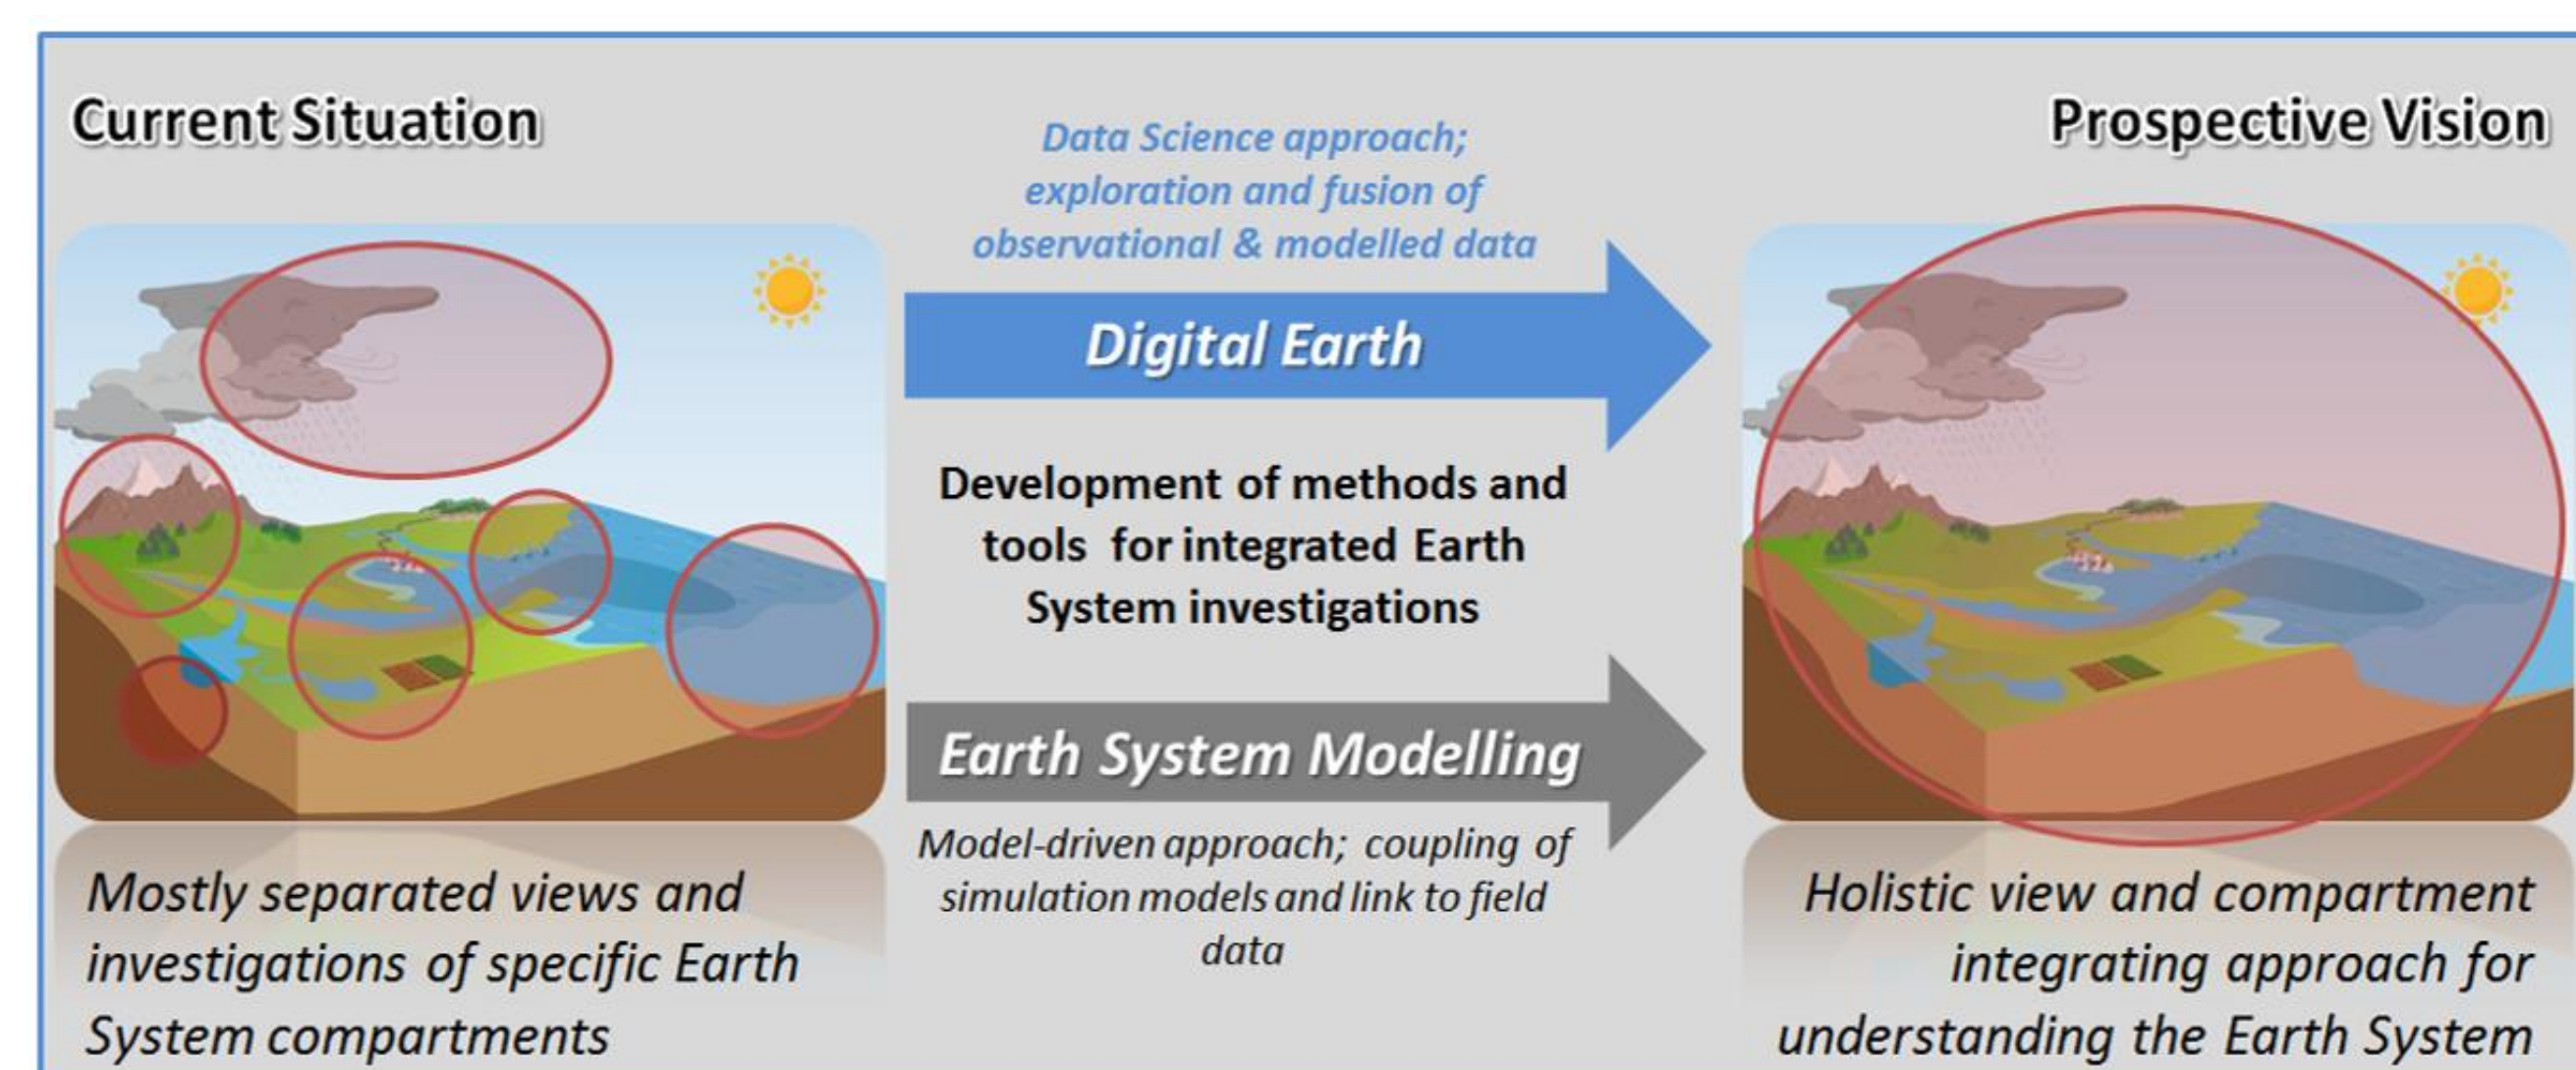 Current Situation
Prospective Vision
Data Science approach;
exploration and fusion of
observational & modelled data
Digital Earth
Development of methods and
tools for integrated Earth
System investigations
Earth System Modelling
Model-driven approach; coupling of
simulation models and link to field
data
Mostly separated views and
investigations of specific Earth
System compartments
Holistic view and compartment
integrating approach for
understanding the Earth System